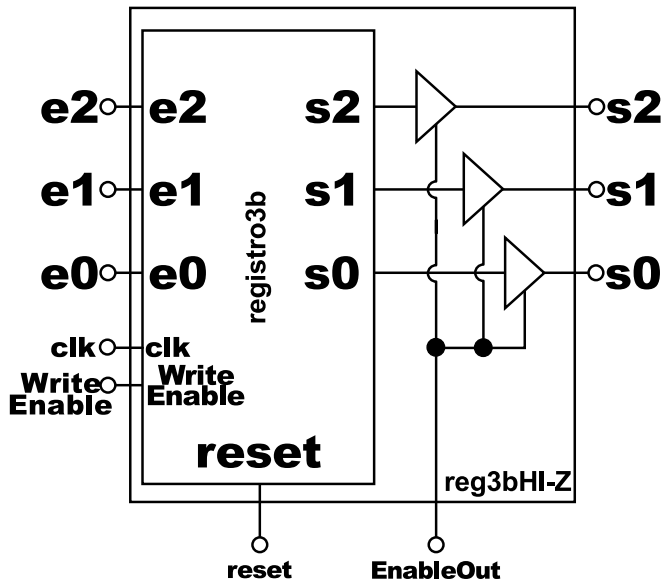 e2 e2 s2 s2
e1 e1 s1 s1
e0 e0 s0 s0
registro3b
clk clk
Write Enable
Write Enable
reset
reg3bHI-Z
reset
EnableOut